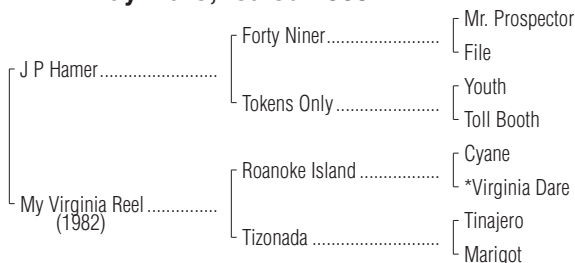 Mr. Prospector
Forty Niner
File
J P Hamer
Youth
Tokens Only
Toll Booth
Cyane
Roanoke Island
*Virginia Dare
My Virginia Reel
(1982)
Tinajero
Tizonada
Marigot